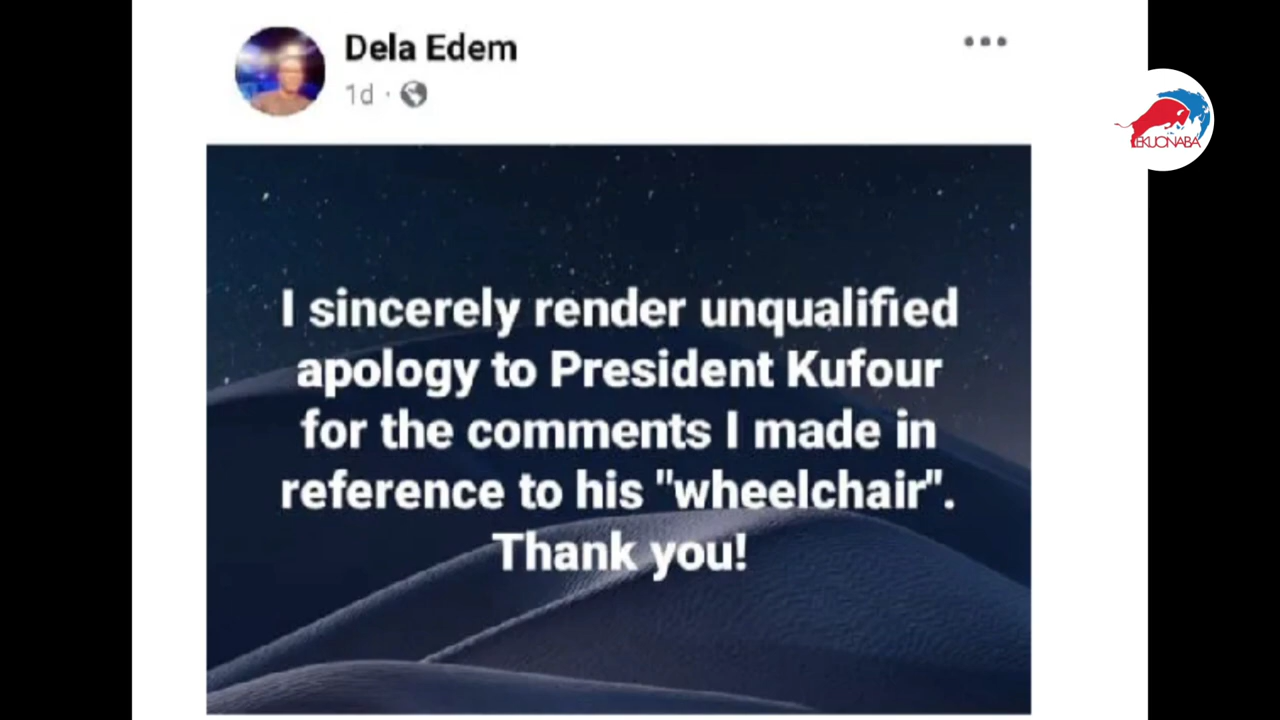 Dela Edem
1d ·
EKUONABA
I sincerely render unqualified
apology to President Kufour
for the comments I made in
reference to his "wheelchair".
Thank you!